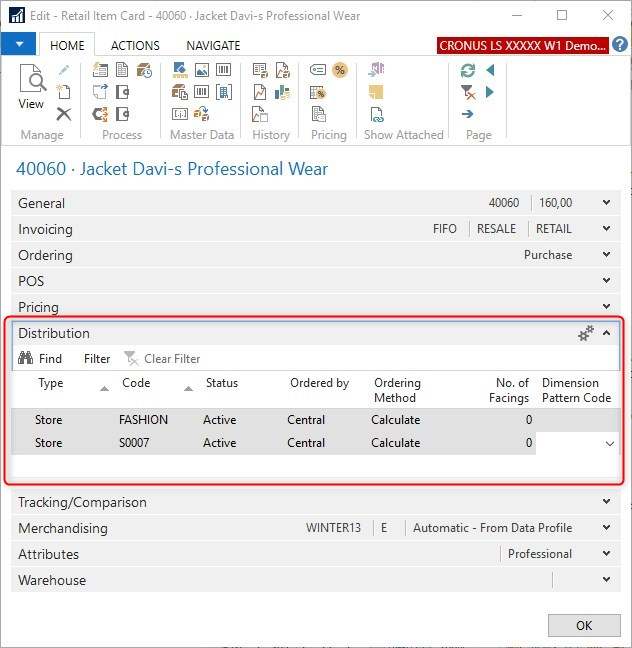 Edit - Retail Item Card - 40060 · Jacket Davi-s Professional Wear
HOME ACTIONS NAVIGATE CRONUS LS XXXXX W1 Demo...
View
Manage Process Master Data History Pricing Show Attached Page
40060 · Jacket Davi-s Professional Wear
General 40060 160,00
Invoicing FIFO RESALE RETAIL
Ordering Purchase
POS
Pricing
Distribution
Find Filter Clear Filter
Type Code Status Ordered by Ordering Method No. of Facings Dimension Pattern Code
Store FASHION Active Central Calculate 0
Store S0007 Active Central Calculate 0
Tracking/Comparison
Merchandising WINTER13 E Automatic - From Data Profile
Attributes Professional
Warehouse
OK